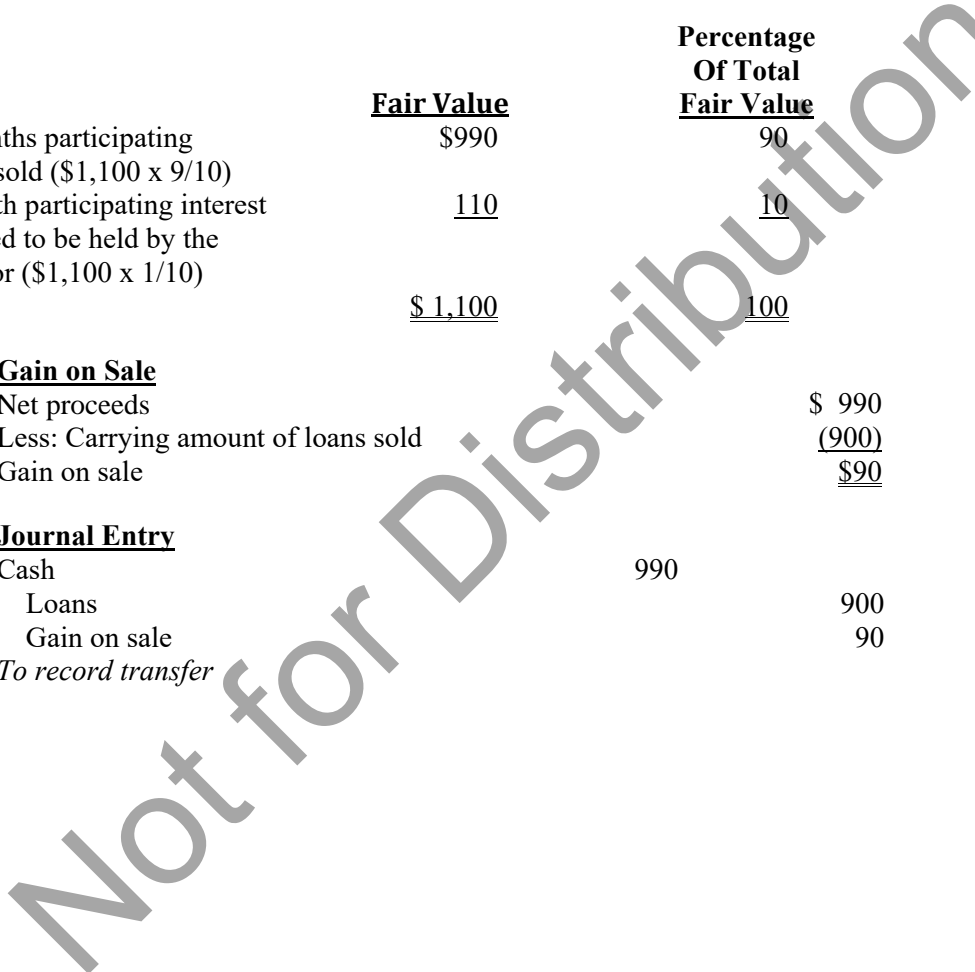 Percentage
Of Total
Fair Value Fair Value
participating $990 90
sold ($1,100 x 9/10)
participating interest 110 10
to be held by the
($1,100 x 1/10)
$ 1,100 100
Gain on Sale
Net proceeds $ 990
Less: Carrying amount of loans sold (900)
Gain on sale $90
Journal Entry
Cash 990
Loans 900
Gain on sale 90
To record transfer
Not for Distribution